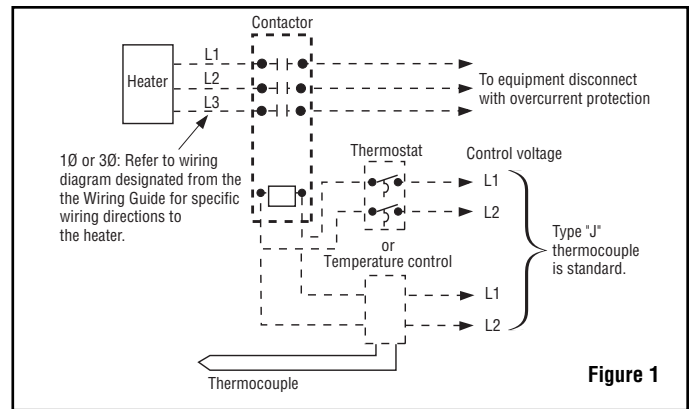 Contactor
L1
L2
L3
Heater
To equipment disconnect
with overcurrent protection
1Ø or 3Ø: Refer to wiring
diagram designated from the
the Wiring Guide for specific
wiring directions to
the heater.
Thermostat
Control voltage
L1
L2
or
Temperature control
Type "J"
thermocouple
is standard.
L1
L2
Thermocouple
Figure 1